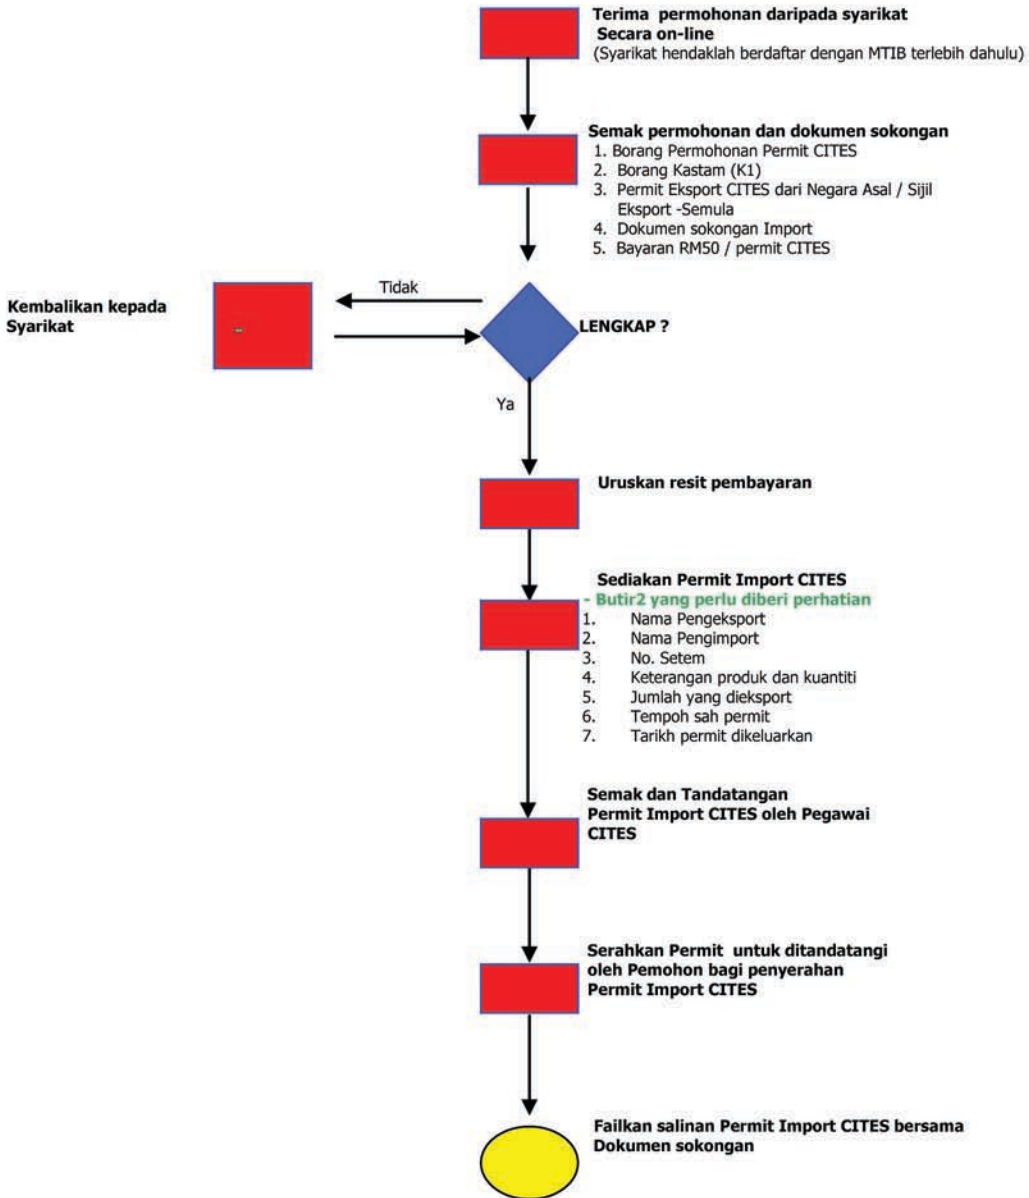 Terima permohonan daripada syarikat
Secara on-line
(Syarikat hendaklah berdaftar dengan MTIB terlebih dahulu)
Semak permohonan dan dokumen sokongan
1. Borang Permohonan Permit CITES
2. Borang Kastam (K1)
3. Permit Eksport CITES dari Negara Asal / Sijil
Eksport -Semula
4. Dokumen sokongan Import
5. Bayaran RM50 / permit CITES
Tidak
Kembalikan kepada
Syarikat
LENGKAP ?
Ya
Uruskan resit pembayaran
Sediakan Permit Import CITES
- Butir2 yang perlu diberi perhatian
1. Nama Pengeksport
2. Nama Pengimport
3. No. Setem
4. Keterangan produk dan kuantiti
5. Jumlah yang dieksport
6. Tempoh sah permit
7. Tarikh permit dikeluarkan
Semak dan Tandatangan
Permit Import CITES oleh Pegawai
CITES
Serahkan Permit untuk ditandatangi
oleh Pemohon bagi penyerahan
Permit Import CITES
Failkan salinan Permit Import CITES bersama
Dokumen sokongan